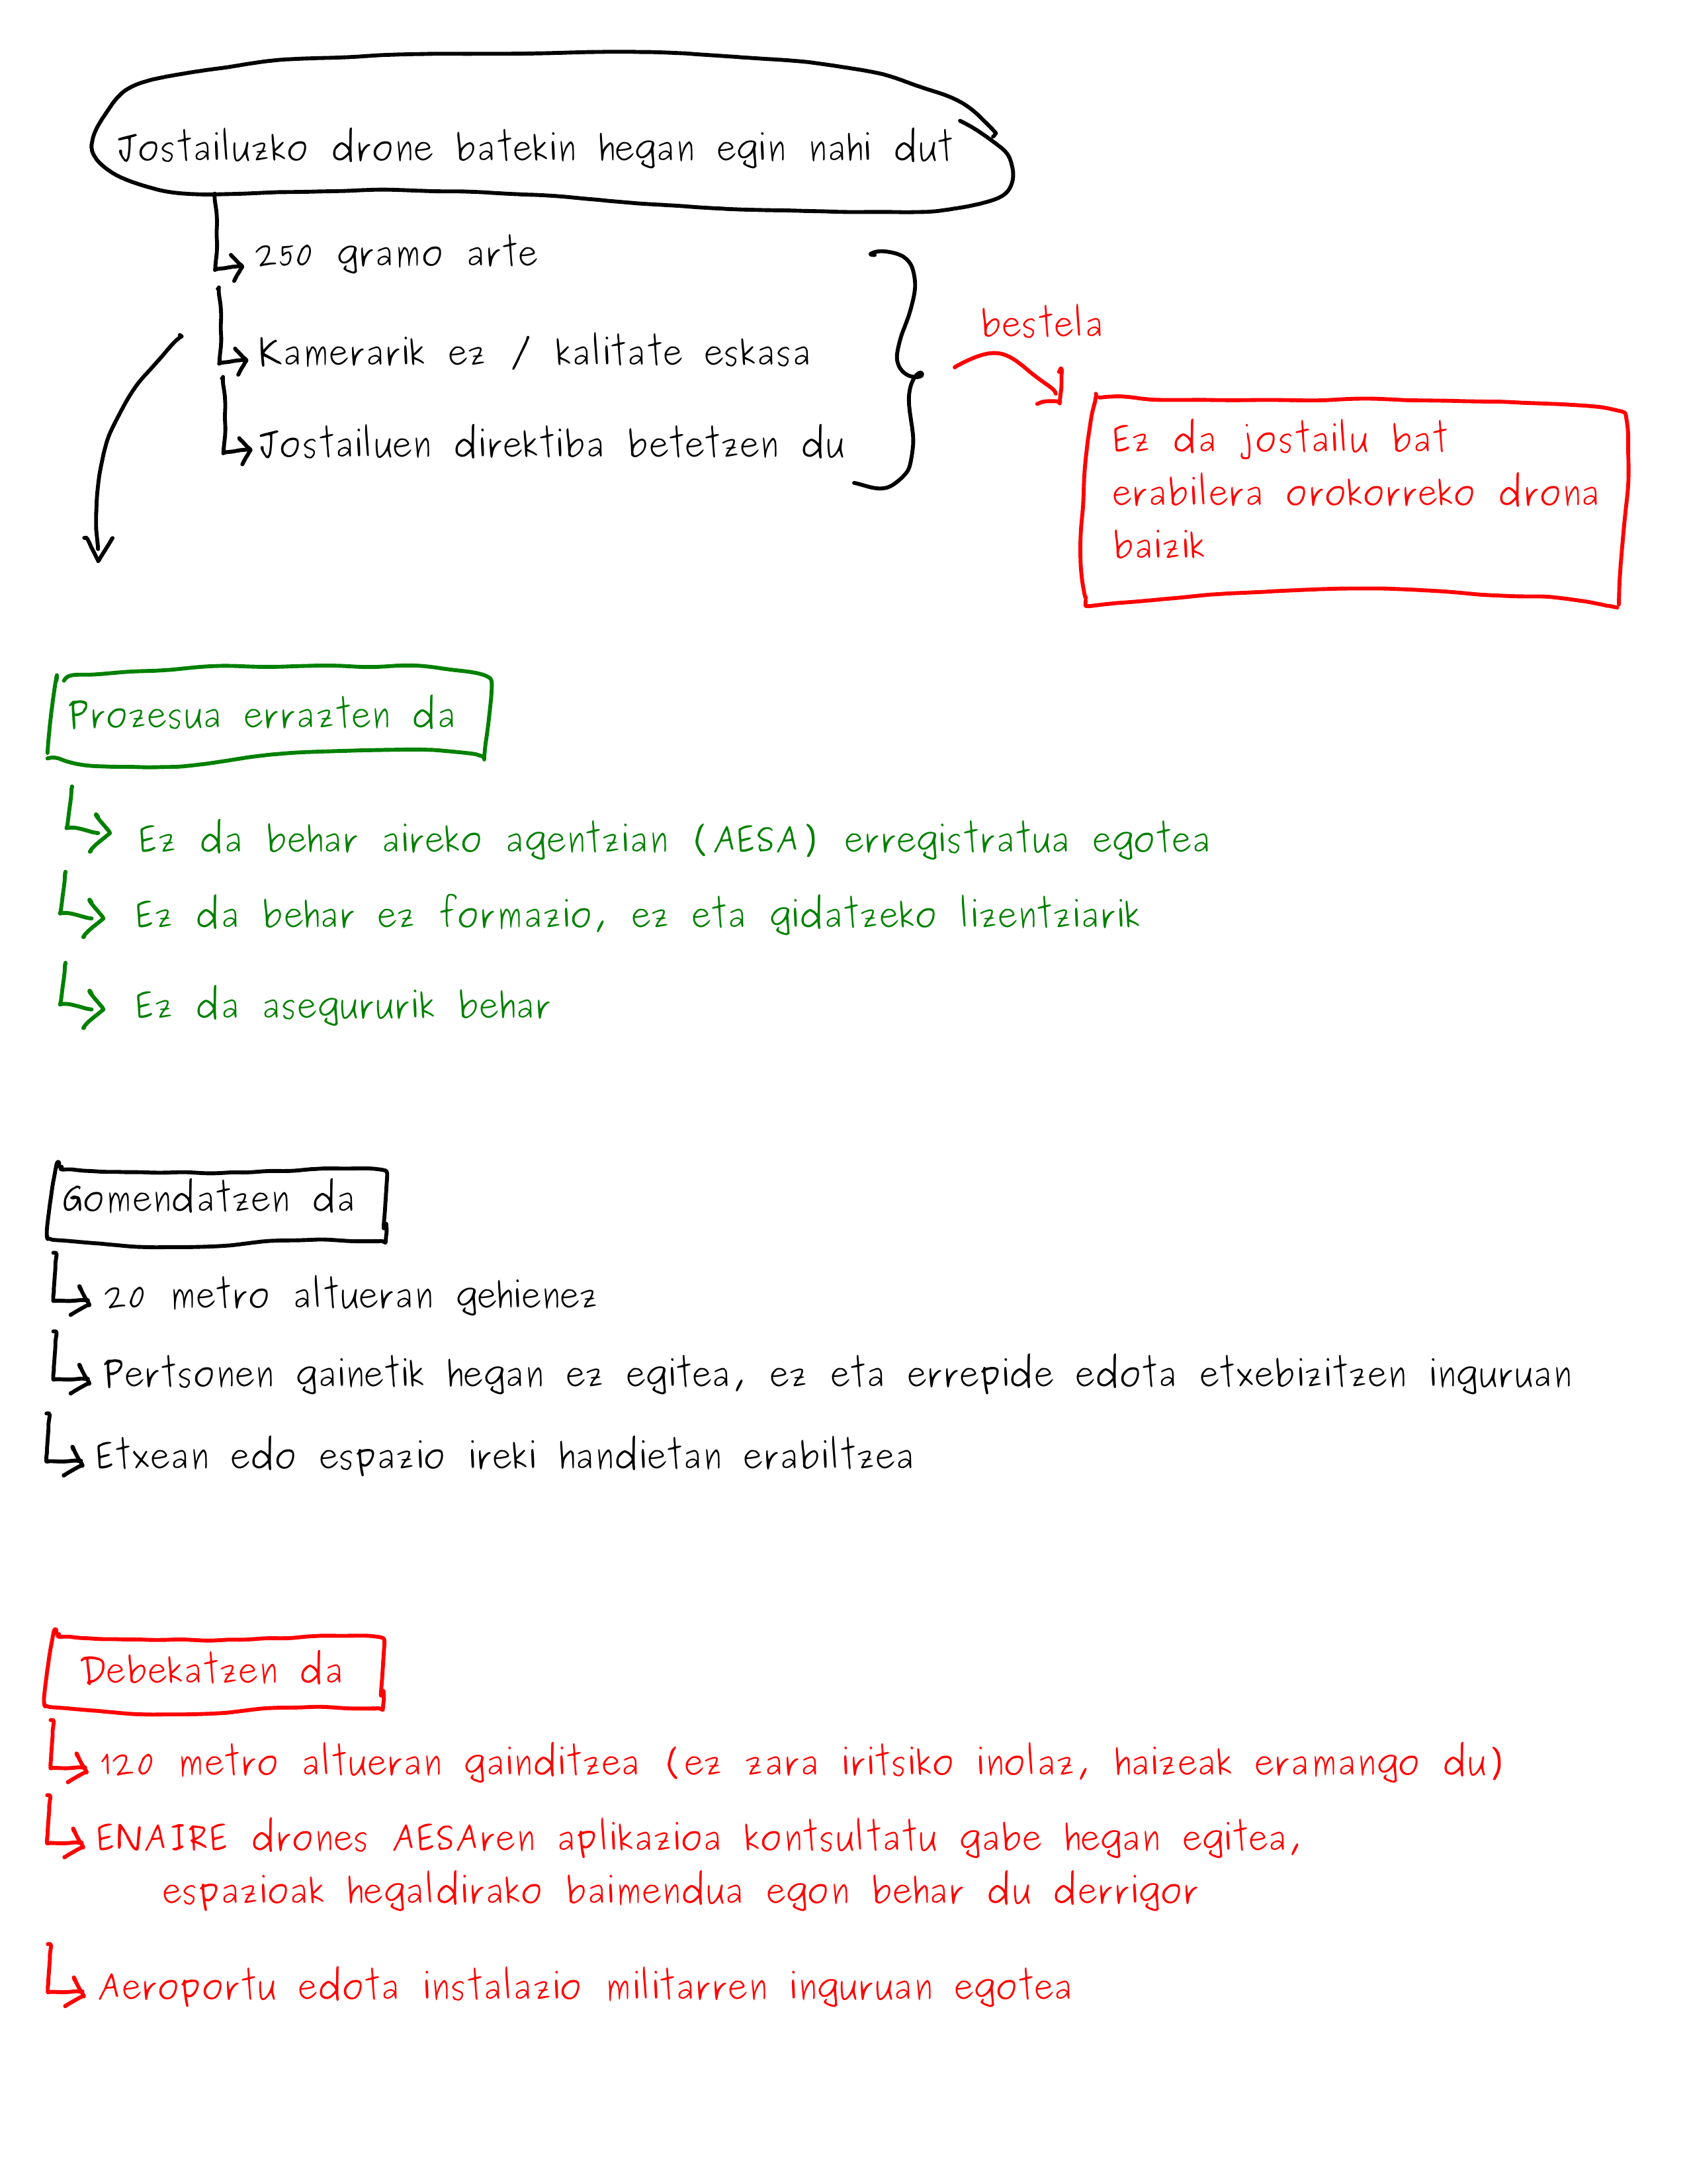 Jostailuzko drone batekin hegan egin nahi dut
250 gramo arte
Kamerarik ez / kalitate eskasa
Jostailuen direktiba betetzen du
bestela
Ez da jostailu bat
erabilera orokorreko drona
baizik
Prozesua errazten da
Ez da behar aireko agentzian (AESA) erregistratua egotea
Ez da behar ez formazio, ez eta gidatzeko lizentziarik
Ez da asegururik behar
Gomendatzen da
20 metro altueran gehienez
Pertsonen gainetik hegan ez egitea, ez eta errepide edota etxebizitzen inguruan
Etxean edo espazio ireki handietan erabiltzea
Debekatzen da
120 metro altueran gainditzea (ez zara iritsiko inolaz, haizeak eramango du)
ENAIRE drones AESAren aplikazioa kontsultatu gabe hegan egitea,
espazioak hegaldirako baimendua egon behar du derrigor
Aeroportu edota instalazio militarren inguruan egotea